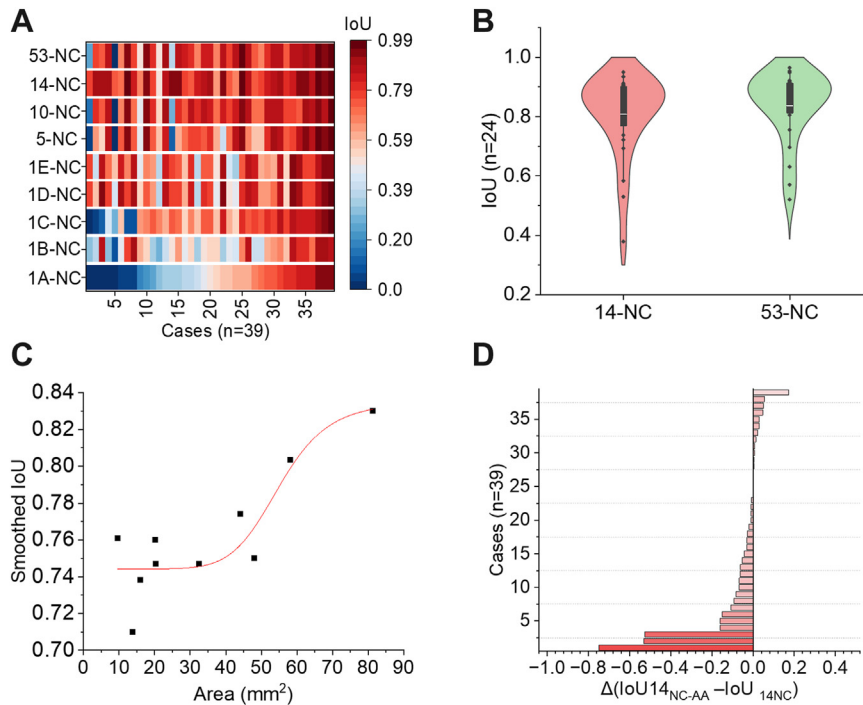 A
IoU
53-NC
14-NC
10-NC
5-NC
1E-NC
1D-NC
1C-NC
1B-NC
1A-NC
0.99
0.79
0.59
0.39
0.20
0.0
5
10
15
20
25
30
35
Cases (n=39)
B
IoU (n=24)
1.0
0.8
0.6
0.4
0.2
14-NC
53-NC
C
Smoothed IoU
0.84
0.82
0.80
0.78
0.76
0.74
0.72
0.70
0 10 20 30 40 50 60 70 80 90
Area (mm²)
D
Cases (n=39)
35
30
25
20
15
10
5
−1.0 −0.8 −0.6 −0.4 −0.2 0.0 0.2 0.4
Δ(IoU14NC-AA −IoU 14NC)